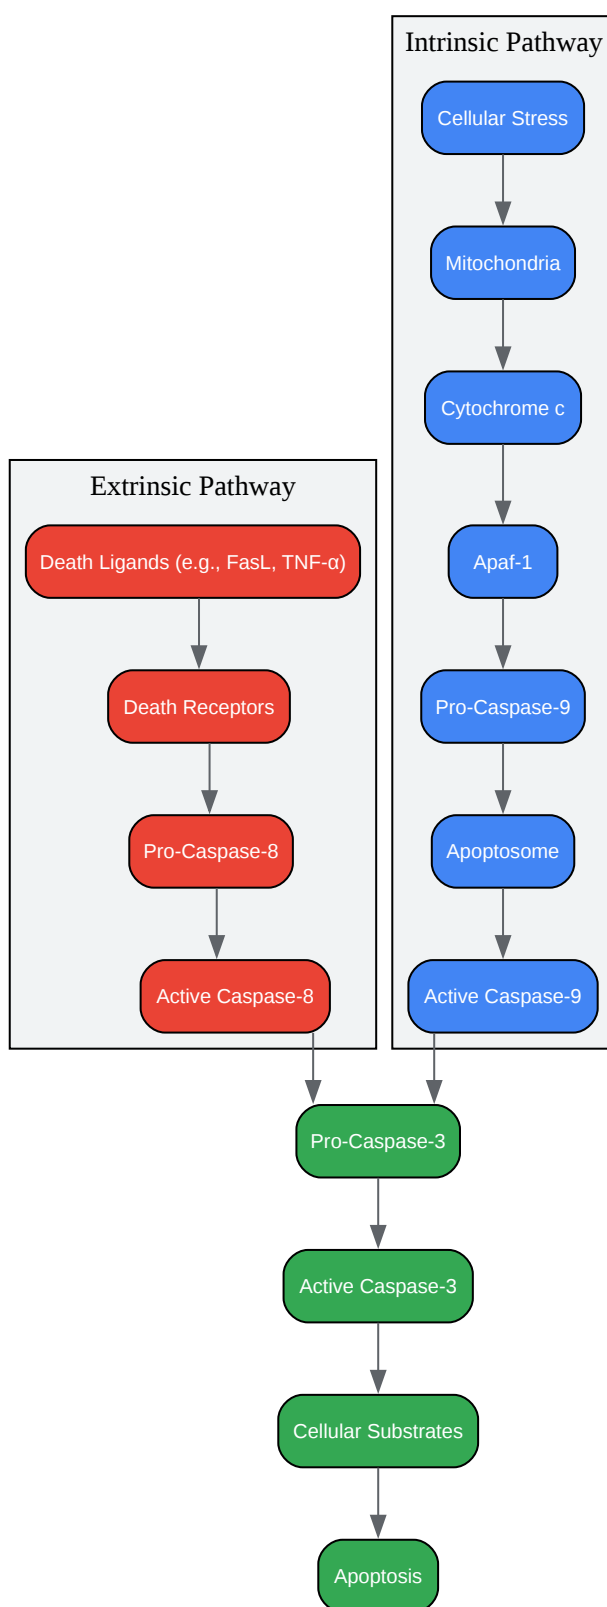 Intrinsic Pathway
Cellular Stress
Mitochondria
Cytochrome c
Apaf-1
Pro-Caspase-9
Apoptosome
Active Caspase-9
Extrinsic Pathway
Death Ligands (e.g., FasL, TNF-α)
Death Receptors
Pro-Caspase-8
Active Caspase-8
Pro-Caspase-3
Active Caspase-3
Cellular Substrates
Apoptosis